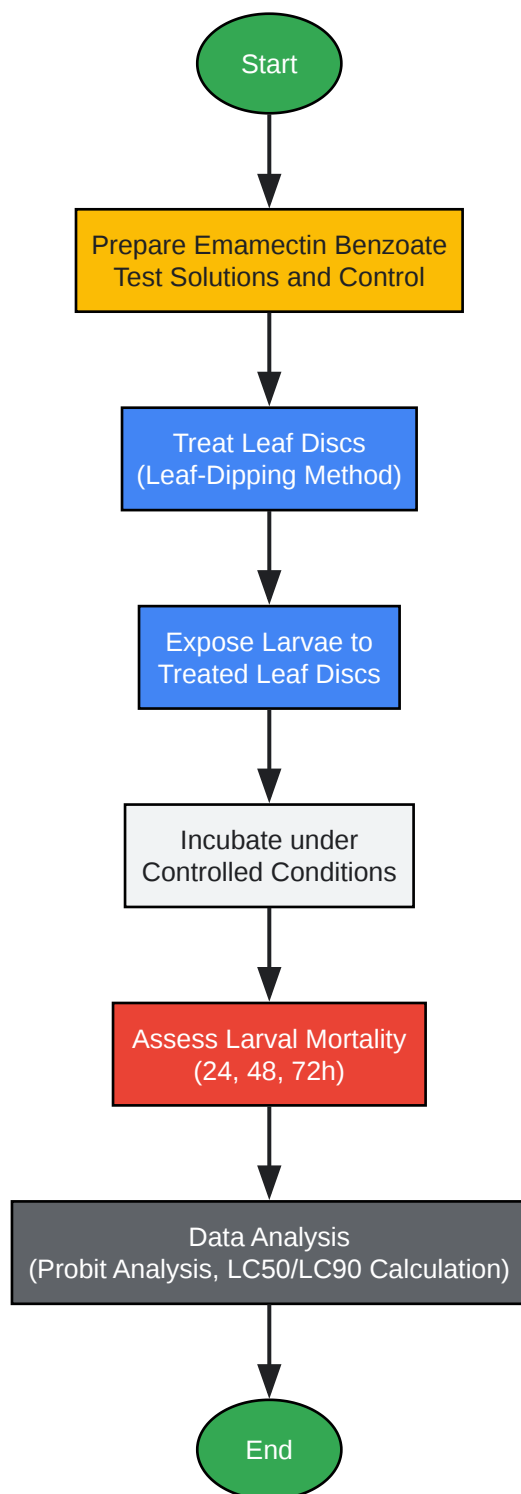 Start
Prepare Emamectin Benzoate
Test Solutions and Control
Treat Leaf Discs
(Leaf-Dipping Method)
Expose Larvae to
Treated Leaf Discs
Incubate under
Controlled Conditions
Assess Larval Mortality
(24, 48, 72h)
Data Analysis
(Probit Analysis, LC50/LC90 Calculation)
End